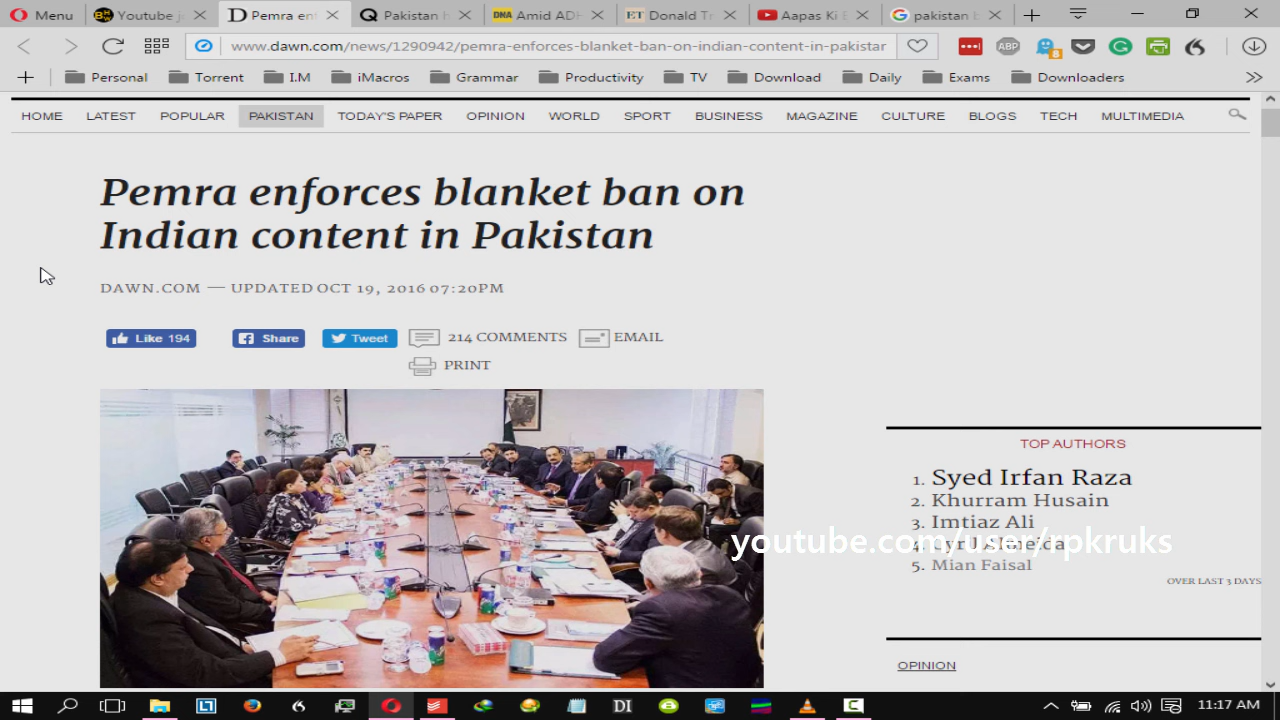 Menu
Youtube j
Pemra en
Pakistan h
DNA Amid ADH
ET Donald Tr
Aapas Ki B
pakistan b
www.dawn.com/news/1290942/pemra-enforces-blanket-ban-on-indian-content-in-pakistar
ABP
8
Personal
Torrent
I.M
iMacros
Grammar
Productivity
TV
Download
Daily
Exams
Downloaders
HOME LATEST POPULAR PAKISTAN TODAY'S PAPER OPINION WORLD SPORT BUSINESS MAGAZINE CULTURE BLOGS TECH MULTIMEDIA
Pemra enforces blanket ban on
Indian content in Pakistan
DAWN.COM — UPDATED OCT 19, 2016 07:20PM
Like 194
Share
Tweet
214 COMMENTS
EMAIL
PRINT
TOP AUTHORS
1. Syed Irfan Raza
2. Khurram Husain
3. Imtiaz Ali
youtube.com/user/rpkruks
5. Mian Faisal
OVER LAST 3 DAYS
OPINION
11:17 AM